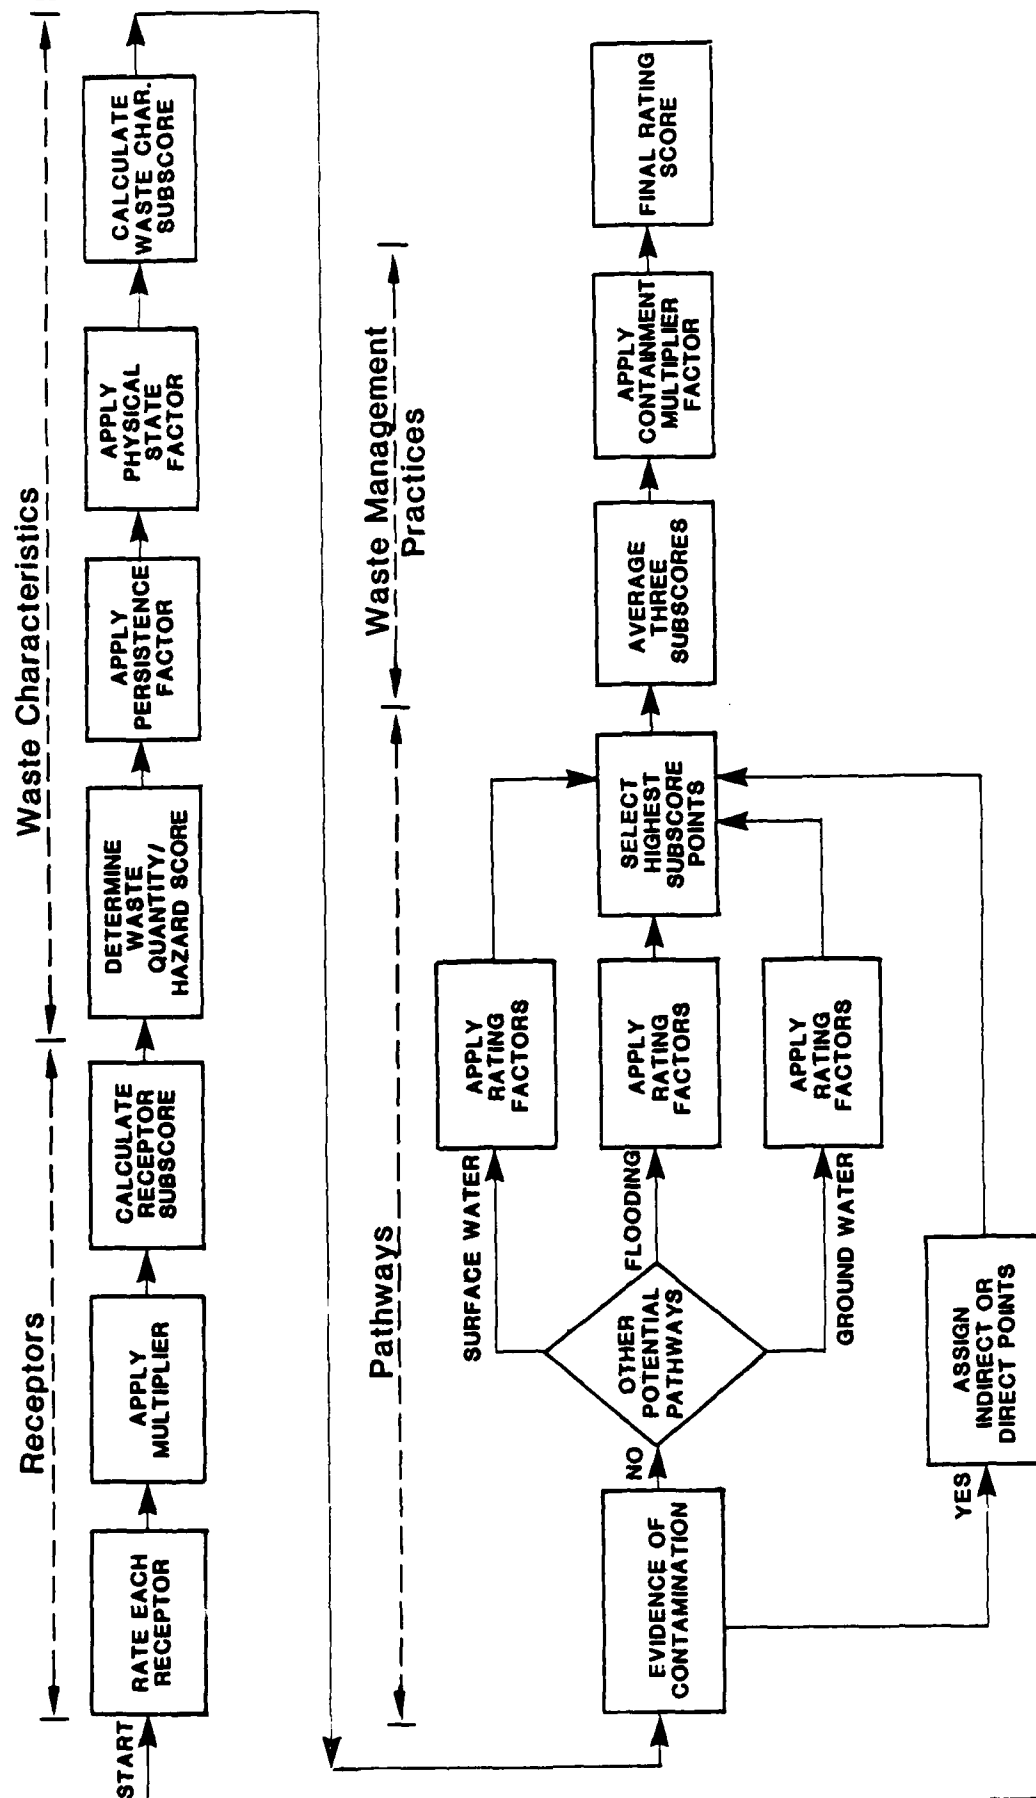 Receptors
Waste Characteristics
START
RATE EACH
RECEPTOR
APPLY
MULTIPLIER
CALCULATE
RECEPTOR
SUBSCORE
DETERMINE
WASTE
QUANTITY/
HAZARD SCORE
APPLY
PERSISTENCE
FACTOR
APPLY
PHYSICAL
STATE
FACTOR
CALCULATE
WASTE CHAR.
SUBSCORE
Pathways
Waste Management
Practices
EVIDENCE OF
CONTAMINATION
NO
OTHER
POTENTIAL
PATHWAYS
SURFACE WATER
APPLY
RATING
FACTORS
FLOODING
APPLY
RATING
FACTORS
GROUND WATER
APPLY
RATING
FACTORS
YES
ASSIGN
INDIRECT OR
DIRECT POINTS
SELECT
HIGHEST
SUBSCORE
POINTS
AVERAGE
THREE
SUBSCORES
APPLY
CONTAINMENT
MULTIPLIER
FACTOR
FINAL RATING
SCORE